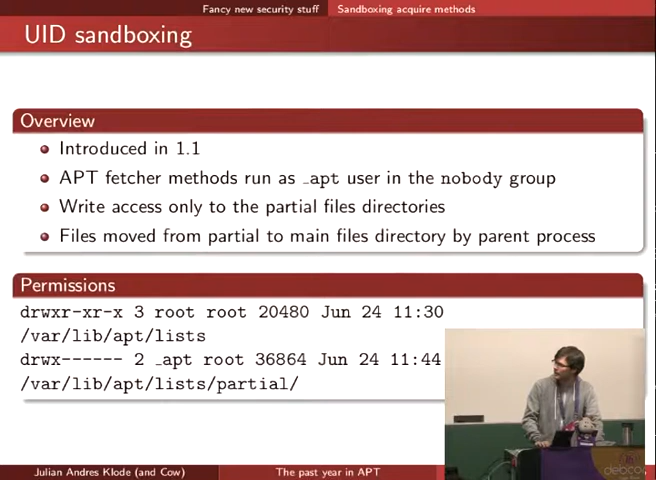 Fancy new security stuff Sandboxing acquire methods
UID sandboxing
Overview
Introduced in 1.1
APT fetcher methods run as _apt user in the nobody group
Write access only to the partial files directories
Files moved from partial to main files directory by parent process
Permissions
drwxr-xr-x 3 root root 20480 Jun 24 11:30
/var/lib/apt/lists
drwx------ 2 _apt root 36864 Jun 24 11:44
/var/lib/apt/lists/partial/
Julian Andres Klode (and Cow) The past year in APT